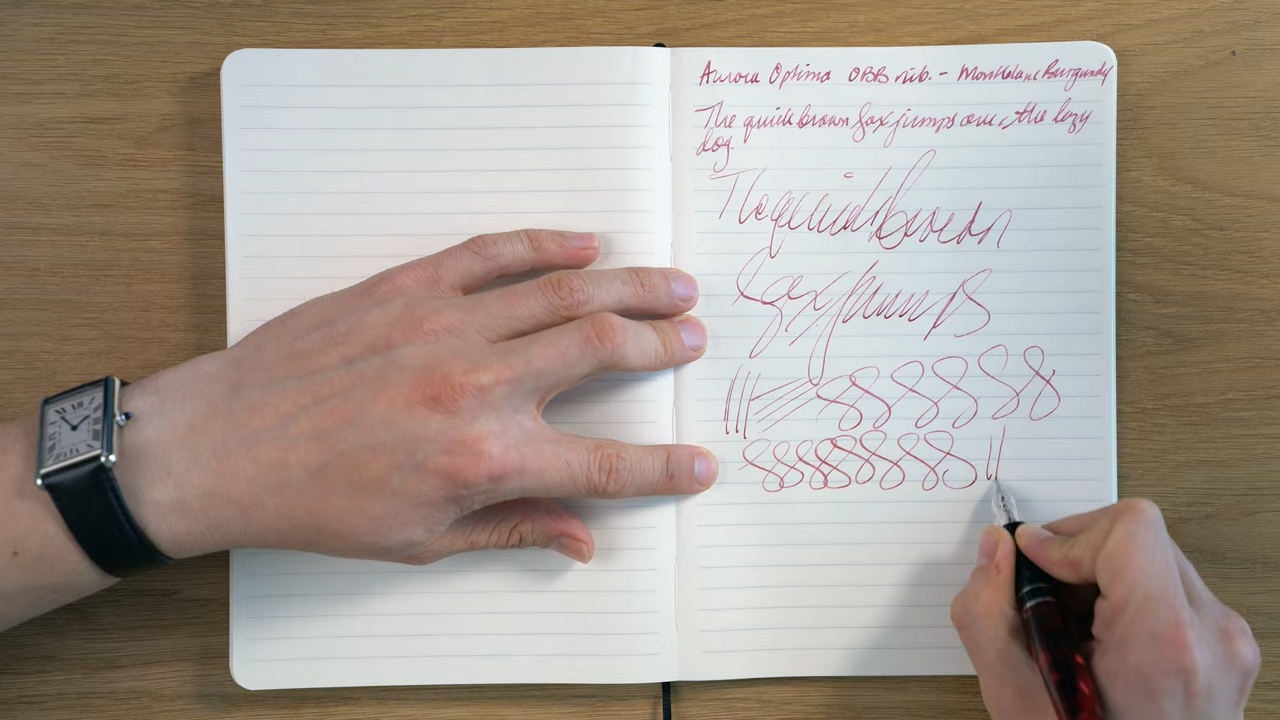 Aurora Optima OBB nib. - Montblanc Burgundy
The quick brown fox jumps over the lazy
dog.
The quick Brown
fox jumps